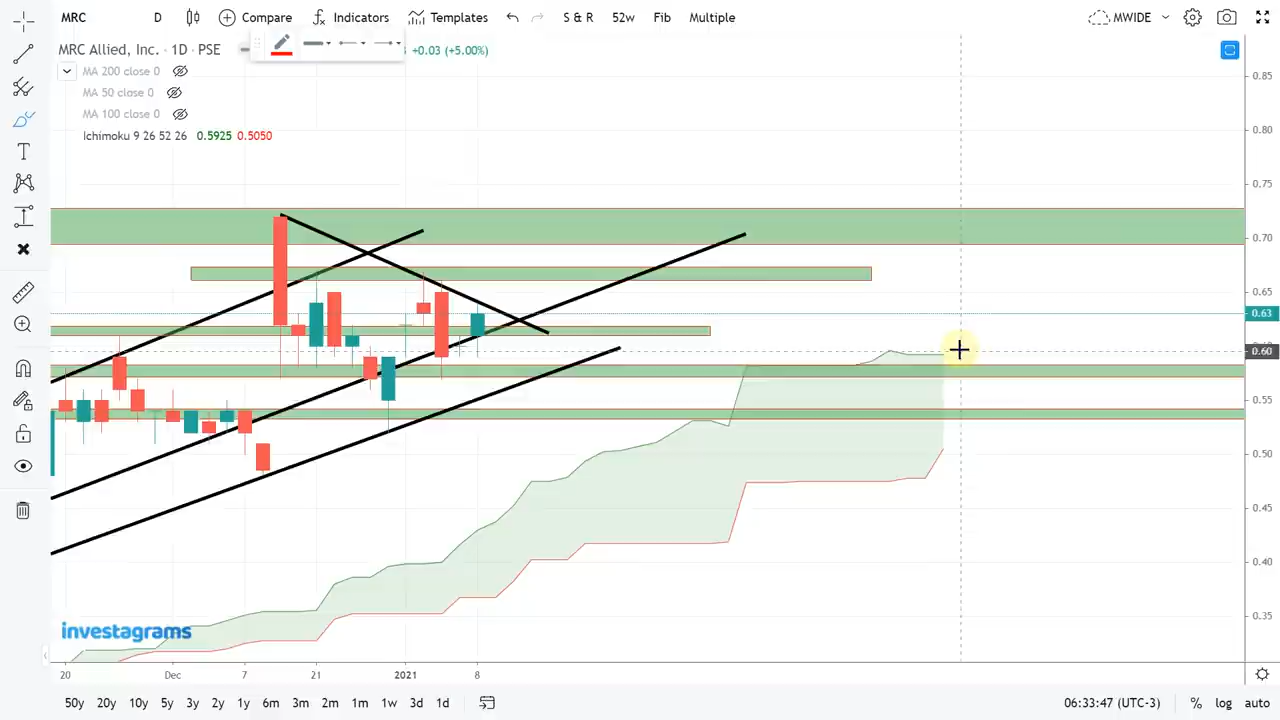 MRC D Compare Indicators Templates S & R 52w Fib Multiple MWIDE
MRC Allied, Inc. · 1D · PSE +0.03 (+5.00%)
MA 200 close 0
MA 50 close 0
MA 100 close 0
Ichimoku 9 26 52 26 0.5925 0.5050
0.85
0.80
0.75
0.70
0.65
0.63
0.60
0.55
0.50
0.45
0.40
0.35
investagrams
20 Dec 7 21 2021 8
50y 20y 10y 5y 3y 2y 1y 6m 3m 2m 1m 1w 3d 1d 06:33:47 (UTC-3) % log auto